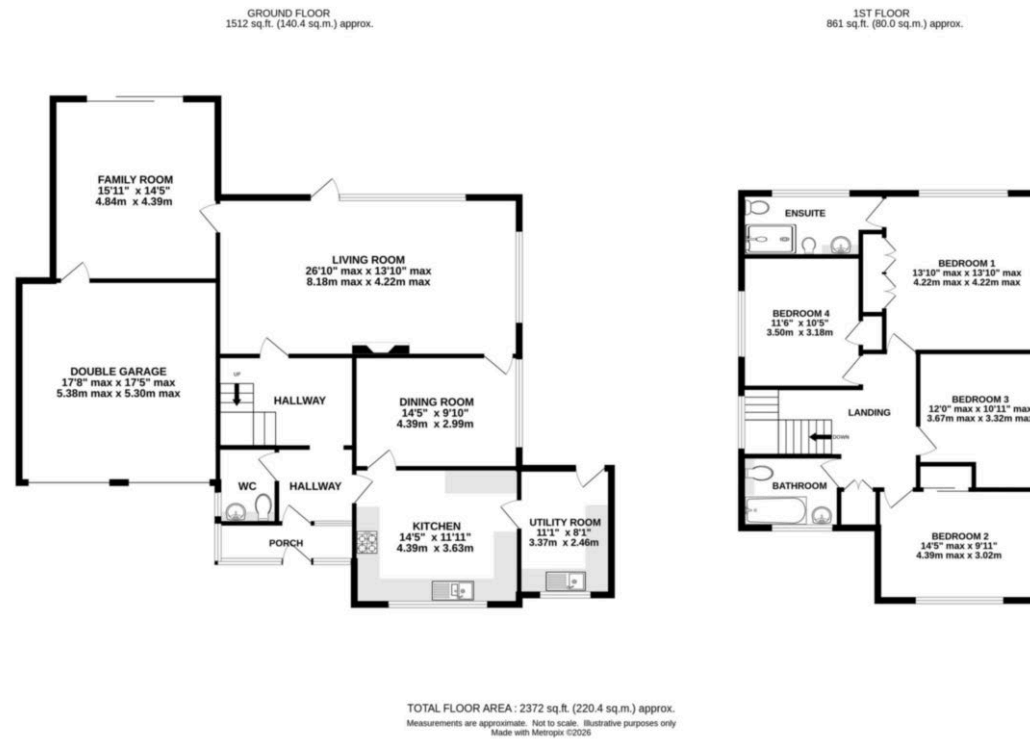 GROUND FLOOR
1512 sq.ft. (140.4 sq.m.) approx.
1ST FLOOR
861 sq.ft. (80.0 sq.m.) approx.
FAMILY ROOM
15'11" x 14'5"
4.84m x 4.39m
LIVING ROOM
26'10" max x 13'10" max
8.18m max x 4.22m max
DOUBLE GARAGE
17'8" max x 17'5" max
5.38m max x 5.30m max
UP
HALLWAY
DINING ROOM
14'5" x 9'10"
4.39m x 2.99m
WC
HALLWAY
KITCHEN
14'5" x 11'11"
4.39m x 3.63m
UTILITY ROOM
11'1" x 8'1"
3.37m x 2.46m
PORCH
ENSUITE
BEDROOM 1
13'10" max x 13'10" max
4.22m max x 4.22m max
BEDROOM 4
11'6" x 10'5"
3.50m x 3.18m
BEDROOM 3
12'0" max x 10'11" max
3.67m max x 3.32m max
LANDING
DOWN
BATHROOM
BEDROOM 2
14'5" max x 9'11"
4.39m max x 3.02m
TOTAL FLOOR AREA : 2372 sq.ft. (220.4 sq.m.) approx.
Measurements are approximate. Not to scale. Illustrative purposes only
Made with Metropix ©2026